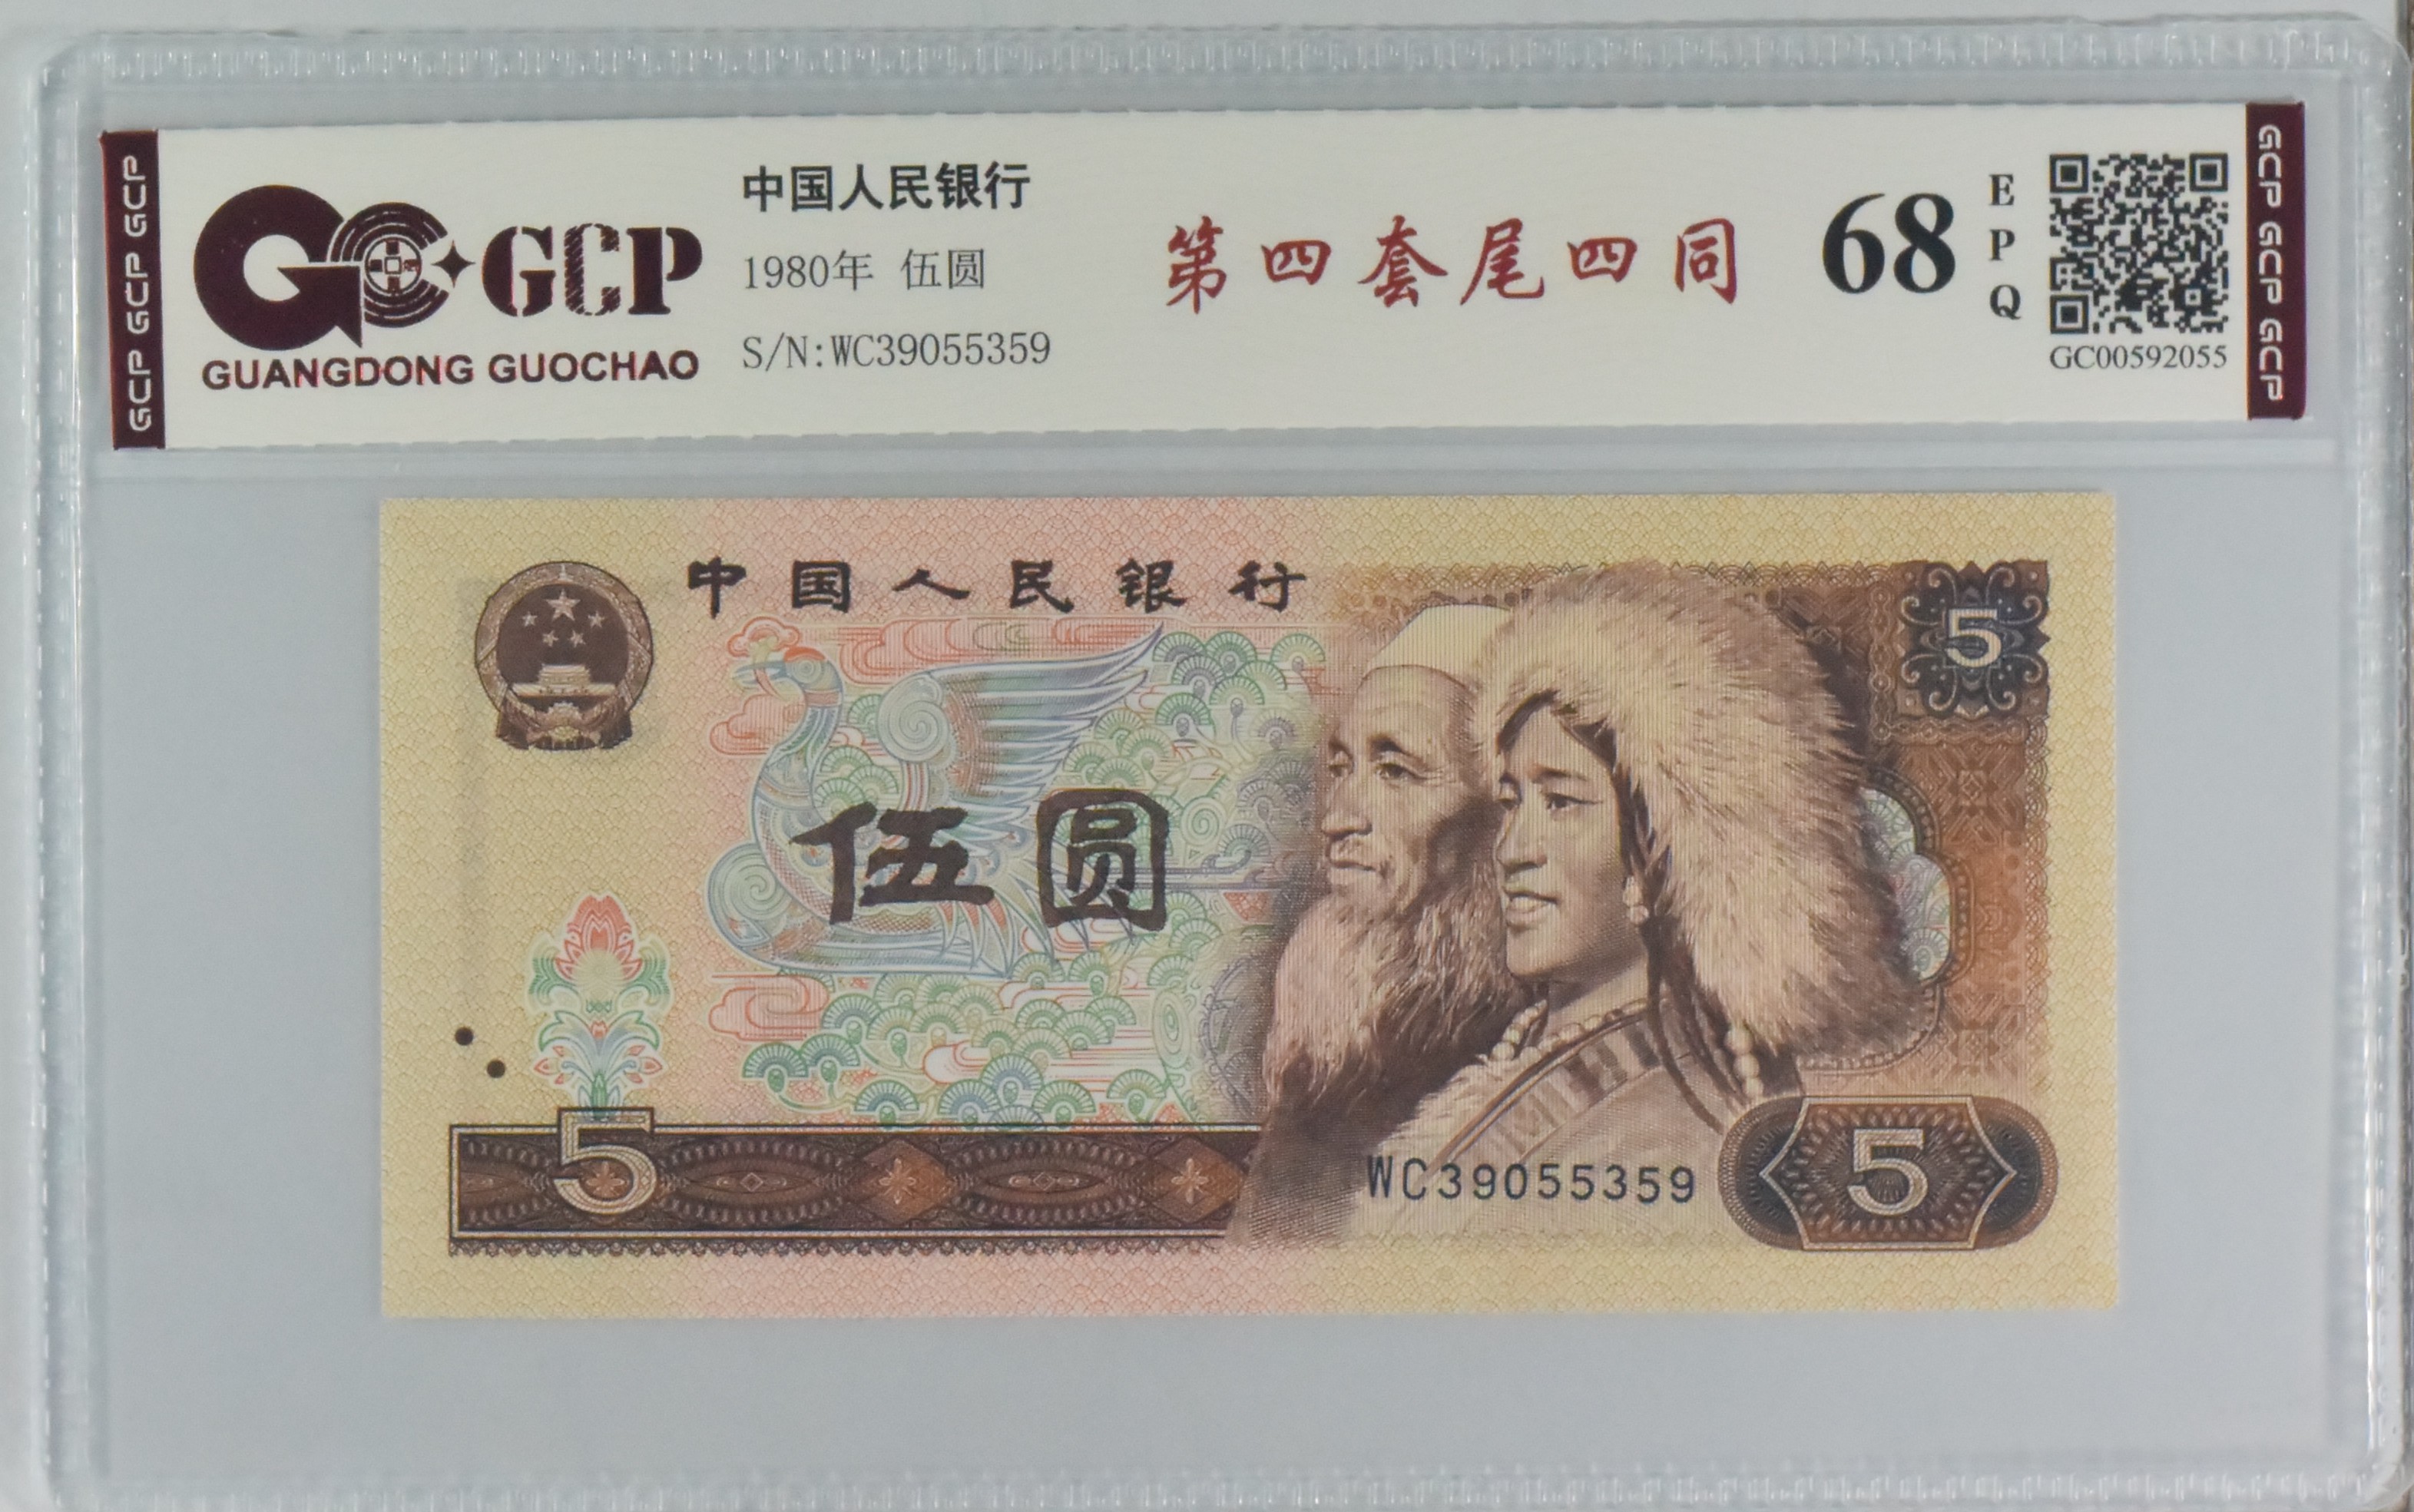 GCP GCP GCP
GCP
GUANGDONG GUOCHAO
中国人民银行
1980年 伍圆
S/N:WC39055359
第四套尾四同
68
E
P
Q
GC00592055
GCP GCP GCP
中国人民银行
5
伍圆
5
WC39055359
5